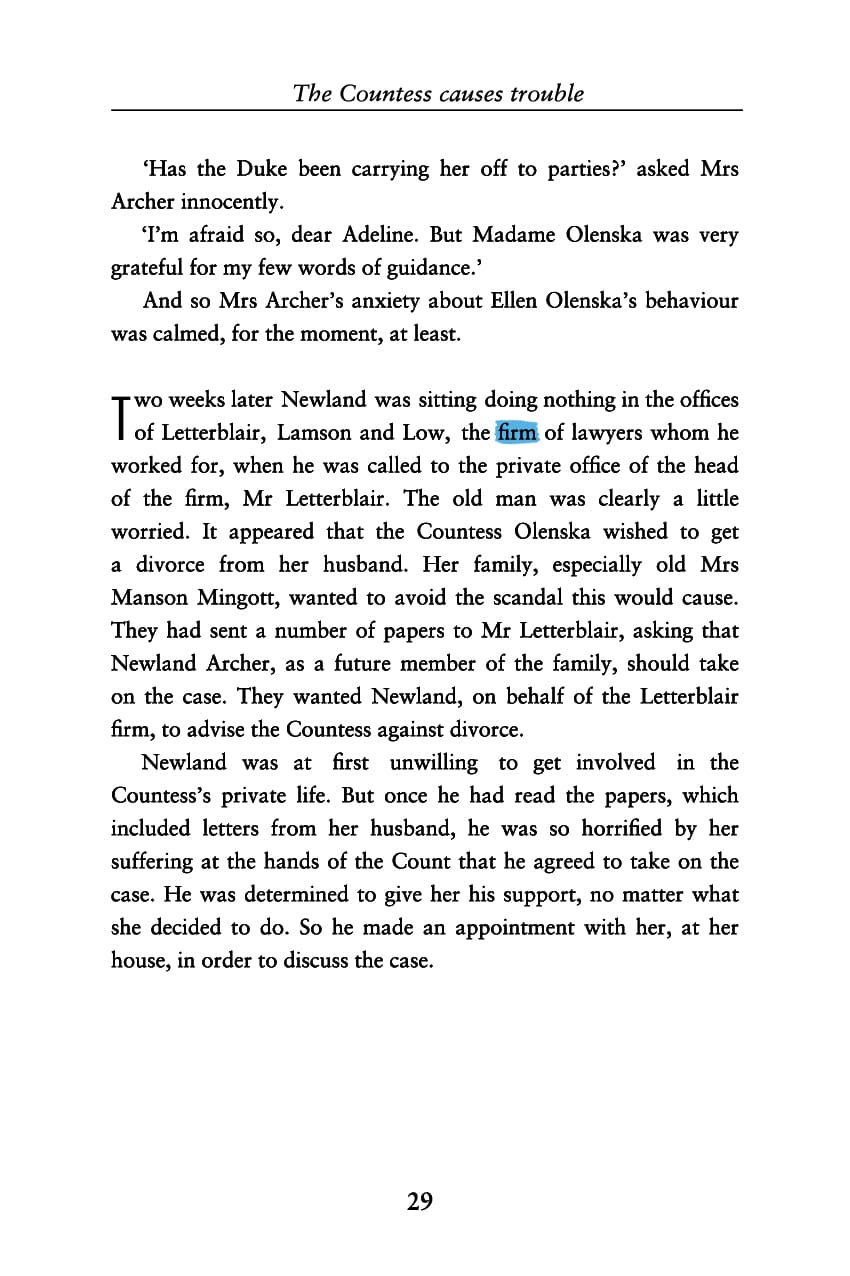 The Countess causes trouble
‘Has the Duke been carrying her off to parties?’ asked Mrs
Archer innocently.
‘I’m afraid so, dear Adeline. But Madame Olenska was very
grateful for my few words of guidance.’
And so Mrs Archer’s anxiety about Ellen Olenska’s behaviour
was calmed, for the moment, at least.
Two weeks later Newland was sitting doing nothing in the offices
of Letterblair, Lamson and Low, the firm of lawyers whom he
worked for, when he was called to the private office of the head
of the firm, Mr Letterblair. The old man was clearly a little
worried. It appeared that the Countess Olenska wished to get
a divorce from her husband. Her family, especially old Mrs
Manson Mingott, wanted to avoid the scandal this would cause.
They had sent a number of papers to Mr Letterblair, asking that
Newland Archer, as a future member of the family, should take
on the case. They wanted Newland, on behalf of the Letterblair
firm, to advise the Countess against divorce.
Newland was at first unwilling to get involved in the
Countess’s private life. But once he had read the papers, which
included letters from her husband, he was so horrified by her
suffering at the hands of the Count that he agreed to take on the
case. He was determined to give her his support, no matter what
she decided to do. So he made an appointment with her, at her
house, in order to discuss the case.
29